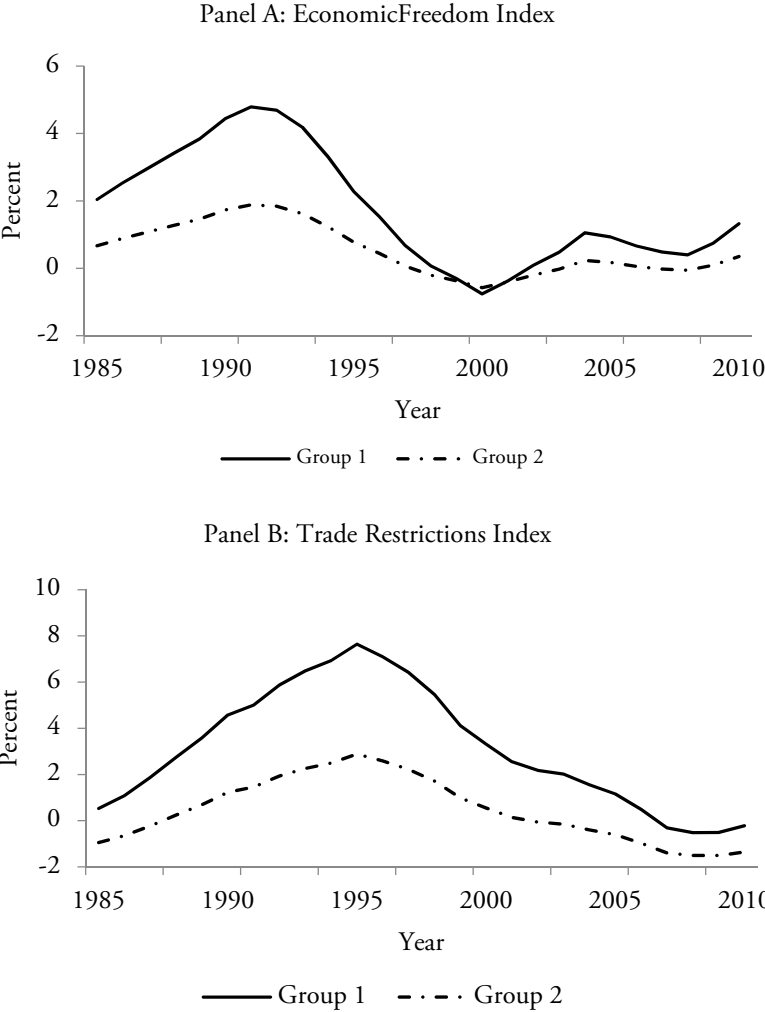 Panel A: EconomicFreedom Index
6
4
2
0
-2
Percent
1985 1990 1995 2000 2005 2010
Year
Group 1 Group 2
Panel B: Trade Restrictions Index
10
8
6
4
2
0
-2
Percent
1985 1990 1995 2000 2005 2010
Year
Group 1 Group 2